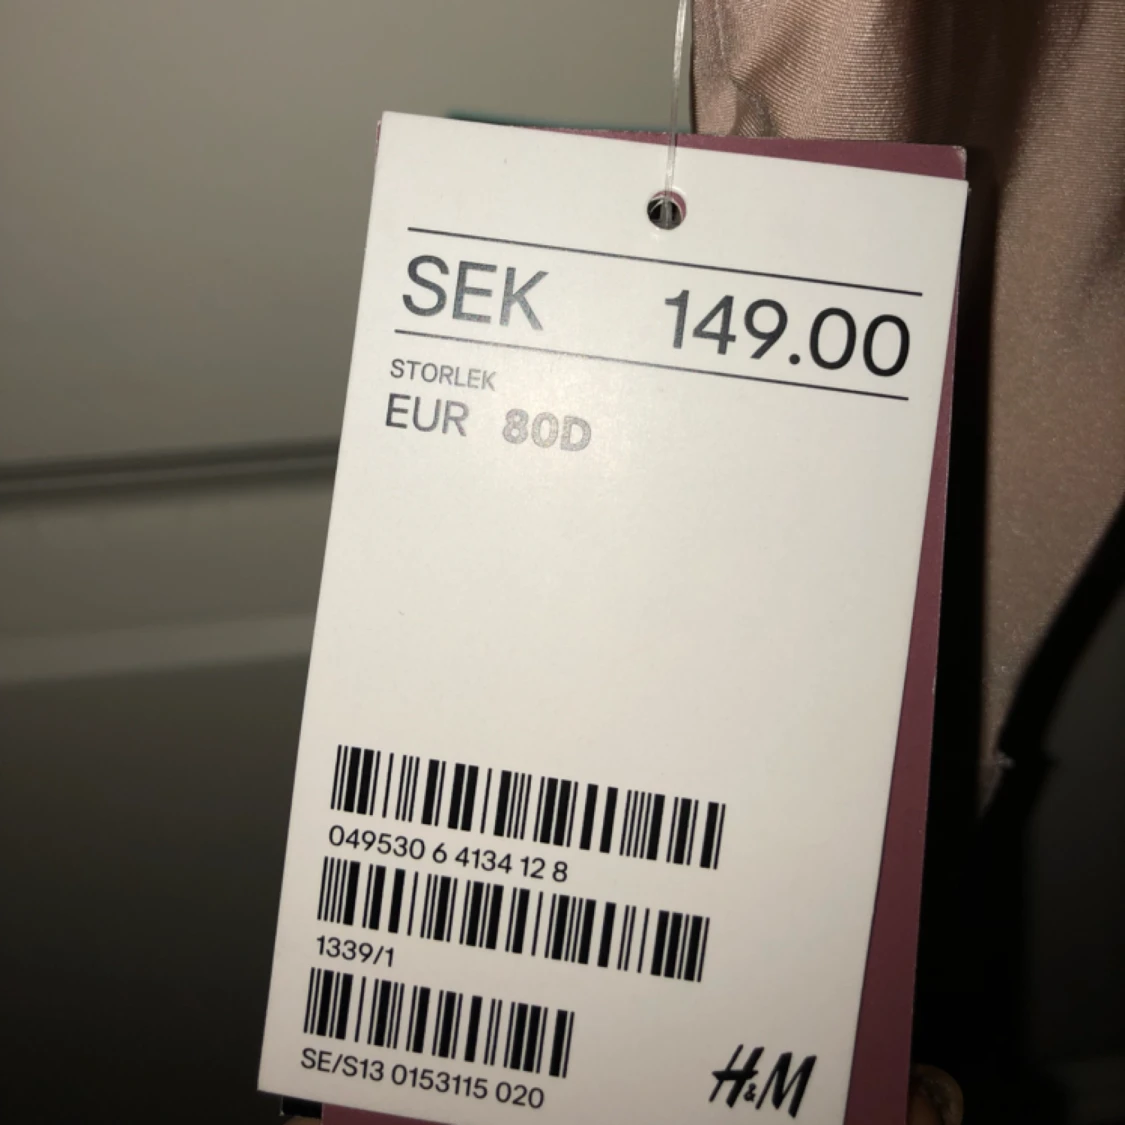 SEK 149.00
STORLEK
EUR 80D
049530 6 4134 12 8
1339/1
SE/S13 0153115 020
H&M